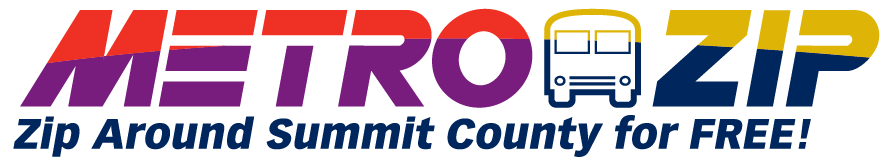 METRO ZIP
Zip Around Summit County for FREE!